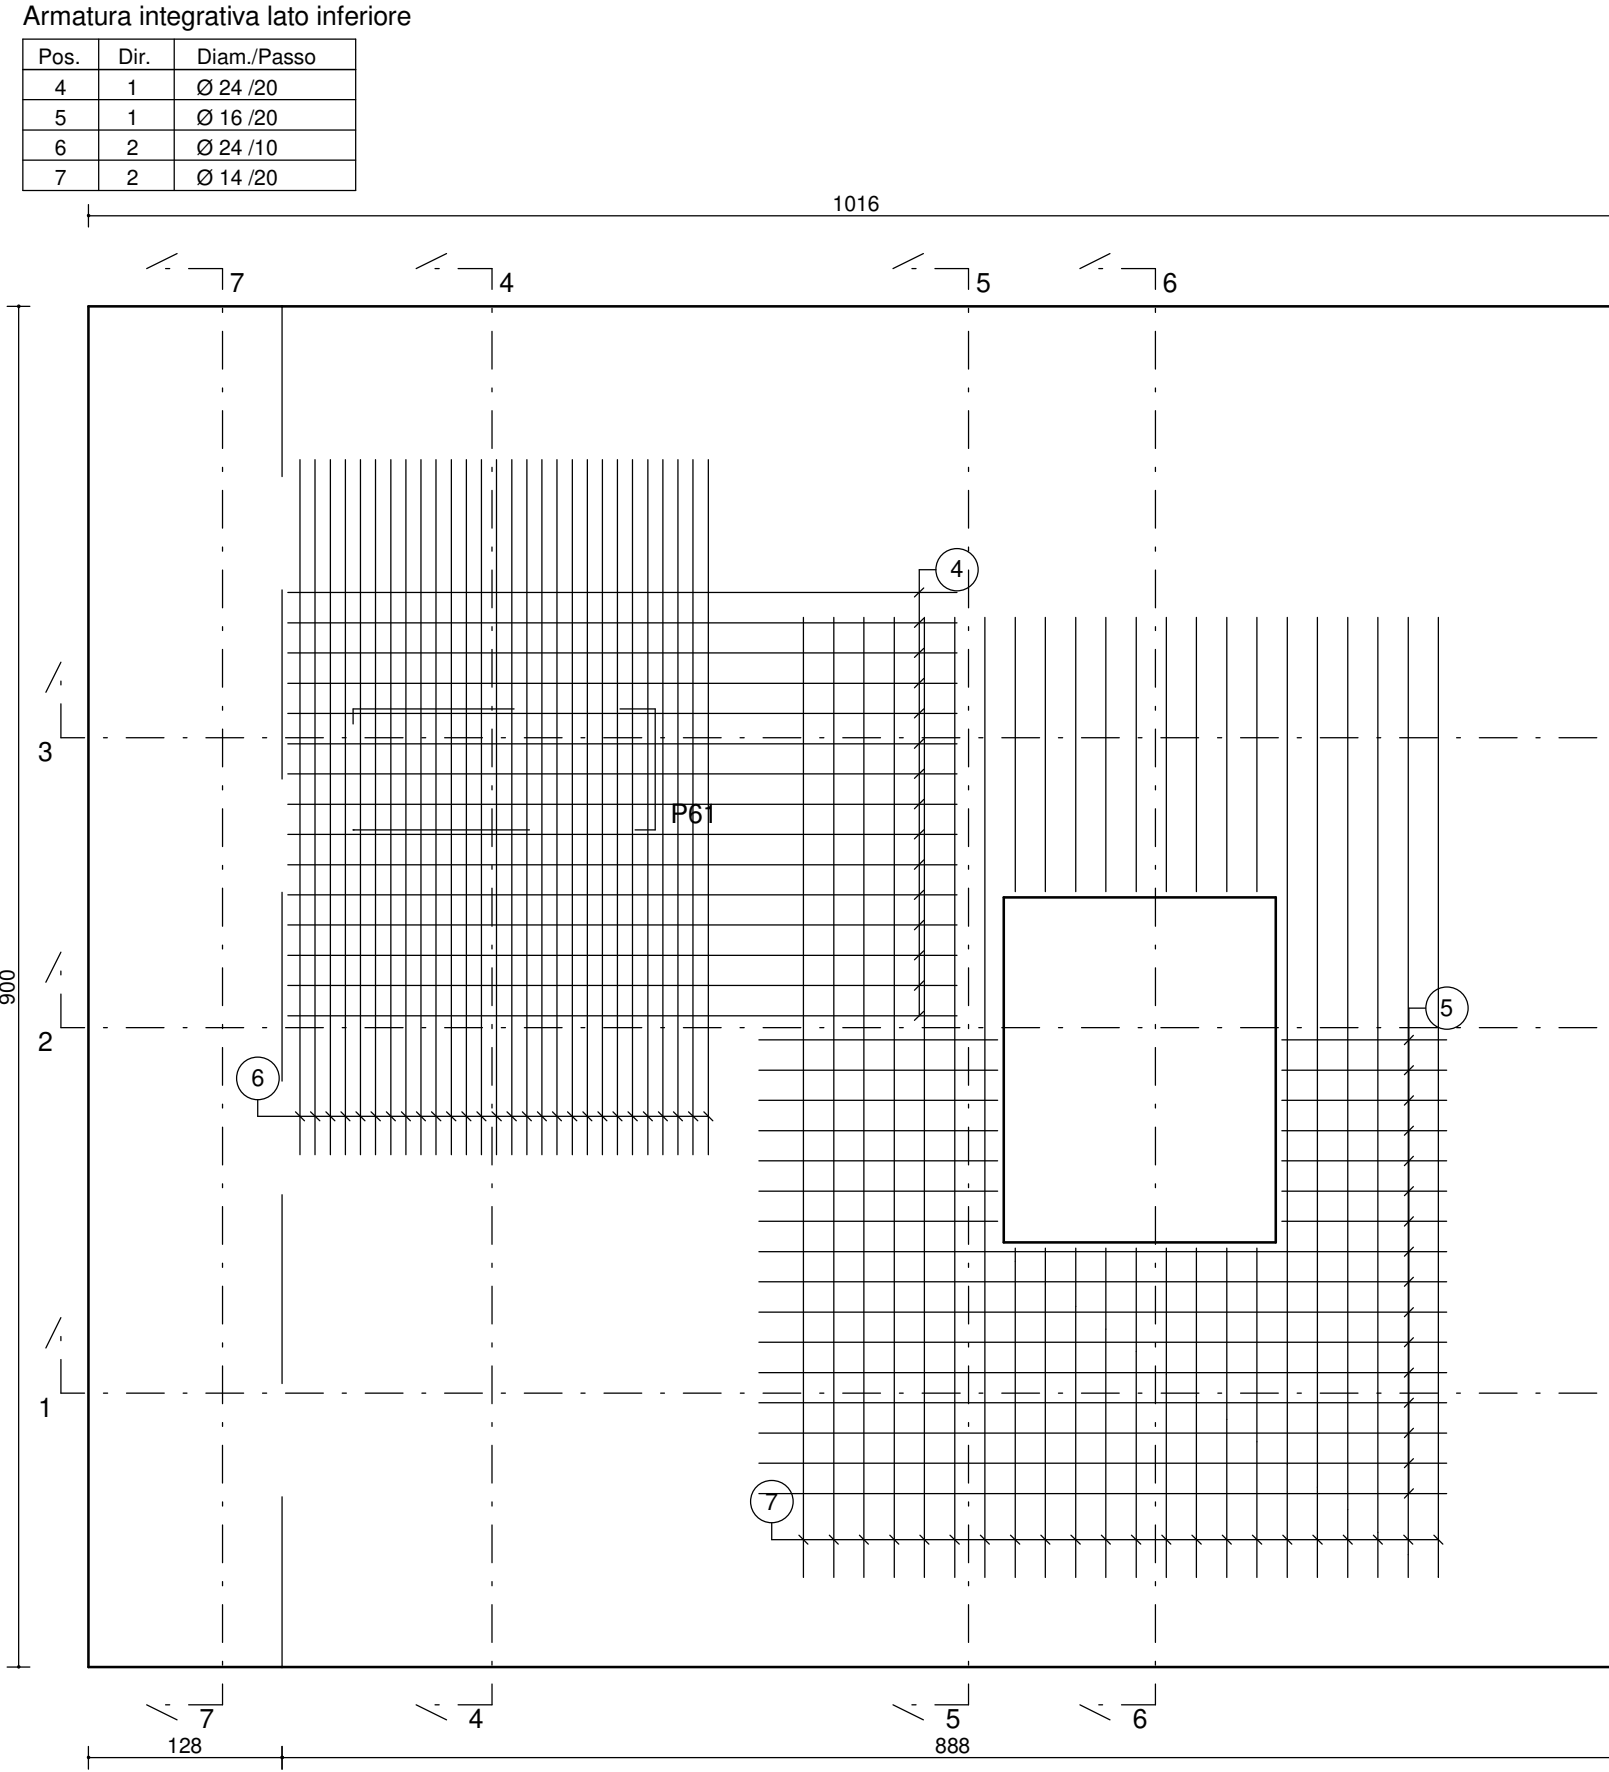 Armatura integrativa lato inferiore
Pos. Dir. Diam./Passo
4 1 Ø 24 /20
5 1 Ø 16 /20
6 2 Ø 24 /10
7 2 Ø 14 /20
1016
7 4 5 6
4
3
P61
900
5
2
6
1
7
7 4 5 6
128 888